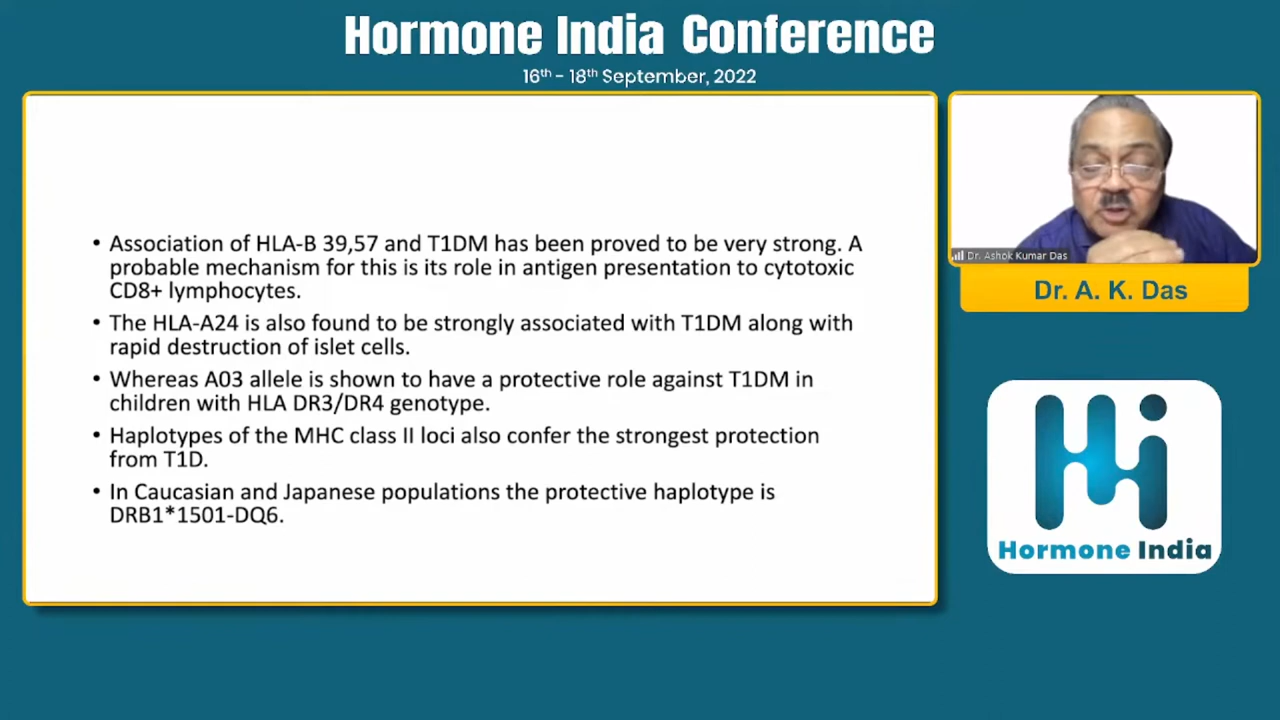 Hormone India Conference
16th - 18th September, 2022
• Association of HLA-B 39,57 and T1DM has been proved to be very strong. A
probable mechanism for this is its role in antigen presentation to cytotoxic
CD8+ lymphocytes.
• The HLA-A24 is also found to be strongly associated with T1DM along with
rapid destruction of islet cells.
• Whereas A03 allele is shown to have a protective role against T1DM in
children with HLA DR3/DR4 genotype.
• Haplotypes of the MHC class II loci also confer the strongest protection
from T1D.
• In Caucasian and Japanese populations the protective haplotype is
DRB1*1501-DQ6.
Dr. Ashok Kumar Das
Dr. A. K. Das
Hormone India